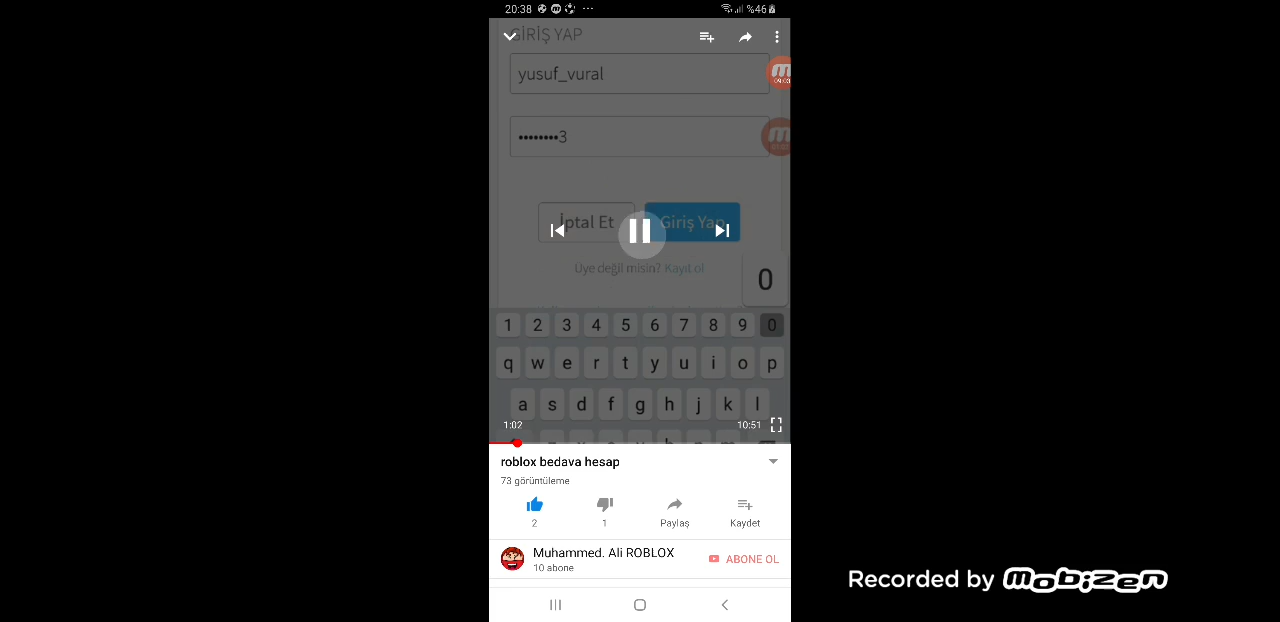 20:38 %46
GİRİŞ YAP
yusuf_vural
09:03
••••••••3
İptal Et Giriş Yap
Üye değil misin? Kayıt ol
0
1 2 3 4 5 6 7 8 9 0
q w e r t y u i o p
a s d f g h j k l
1:02 10:51
roblox bedava hesap
73 görüntüleme
2 1 Paylaş Kaydet
Muhammed. Ali ROBLOX
10 abone
ABONE OL
Recorded by mobizen